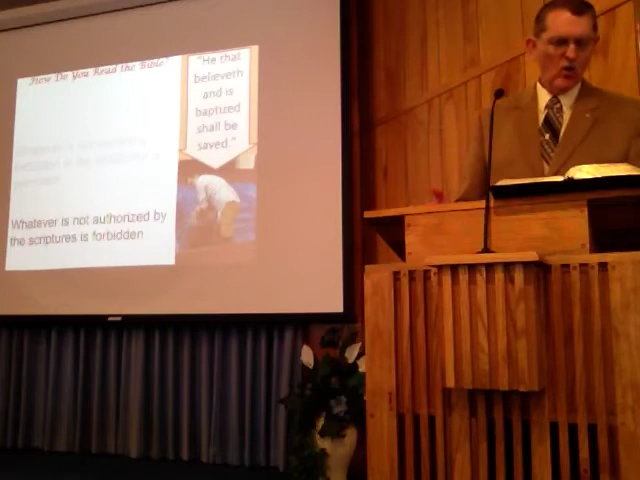 "How Do You Read the Bible"
"He that
believeth
and is
baptized
shall be
saved."
Whatever is not authorized by
the scriptures is forbidden